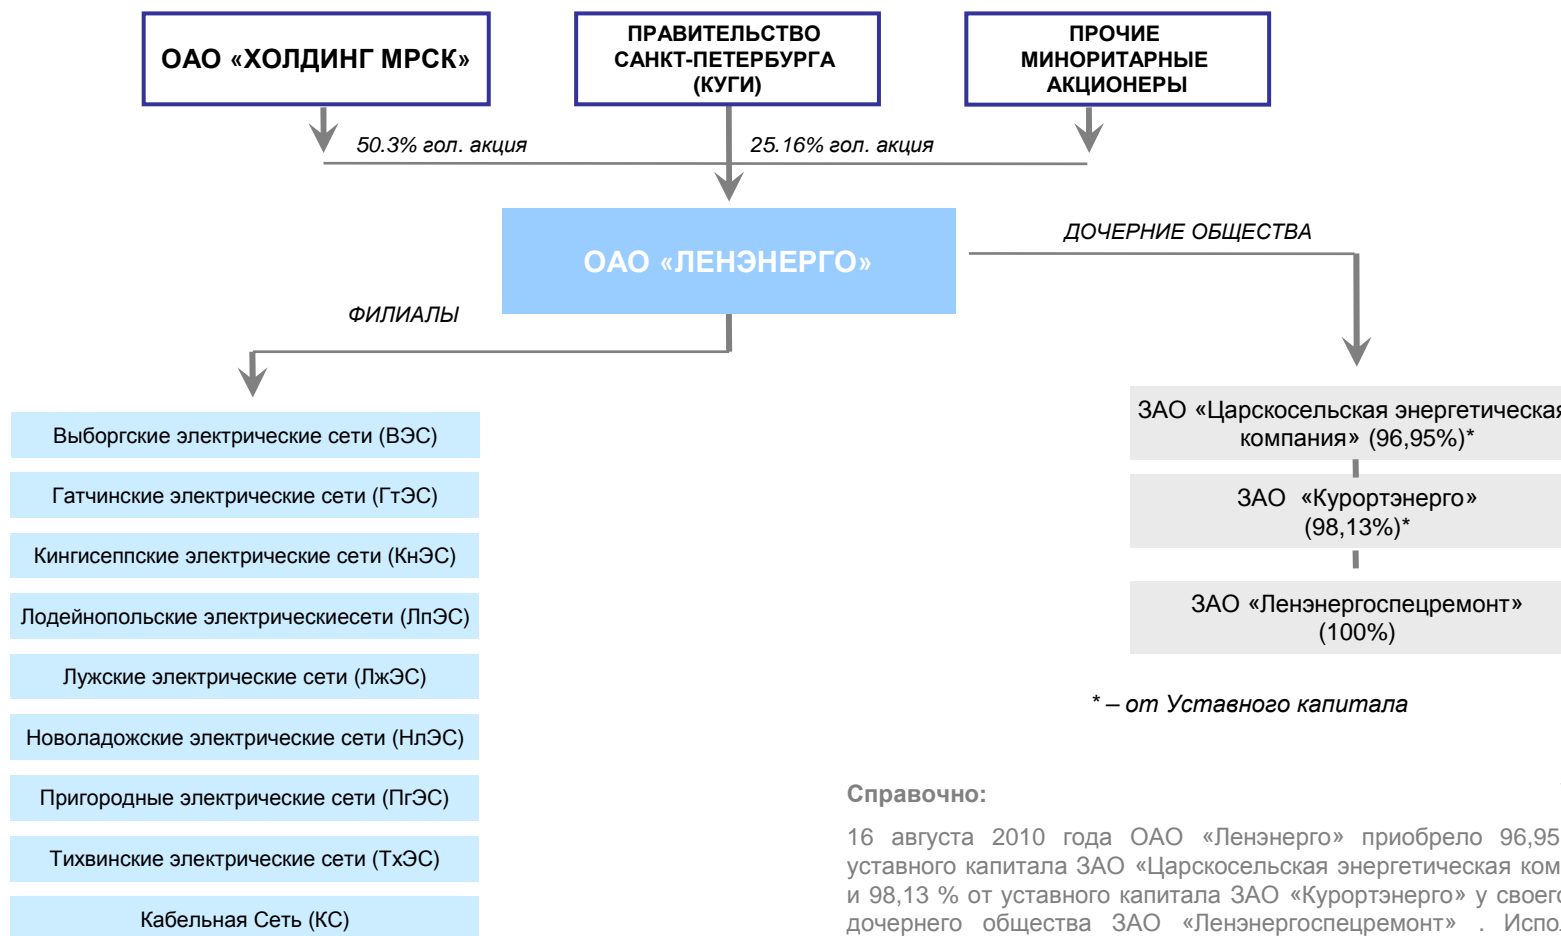 ОАО «ХОЛДИНГ МРСК»
ПРАВИТЕЛЬСТВО
САНКТ-ПЕТЕРБУРГА
(КУГИ)
ПРОЧИЕ
МИНОРИТАРНЫЕ
АКЦИОНЕРЫ
50.3% гол. акция
25.16% гол. акция
ОАО «ЛЕНЭНЕРГО»
ДОЧЕРНИЕ ОБЩЕСТВА
ФИЛИАЛЫ
Выборгские электрические сети (ВЭС)
Гатчинские электрические сети (ГтЭС)
Кингисеппские электрические сети (КнЭС)
Лодейнопольские электрическиесети (ЛпЭС)
Лужские электрические сети (ЛжЭС)
Новоладожские электрические сети (НлЭС)
Пригородные электрические сети (ПгЭС)
Тихвинские электрические сети (ТхЭС)
Кабельная Сеть (КС)
ЗАО «Царскосельская энергетическая
компания» (96,95%)*
ЗАО «Курортэнерго»
(98,13%)*
ЗАО «Ленэнергоспецремонт»
(100%)
* – от Уставного капитала
Справочно:
16 августа 2010 года ОАО «Ленэнерго» приобрело 96,95
уставного капитала ЗАО «Царскосельская энергетическая ком
и 98,13 % от уставного капитала ЗАО «Курортэнерго» у своего
дочернего общества ЗАО «Ленэнергоспецремонт» . Испол